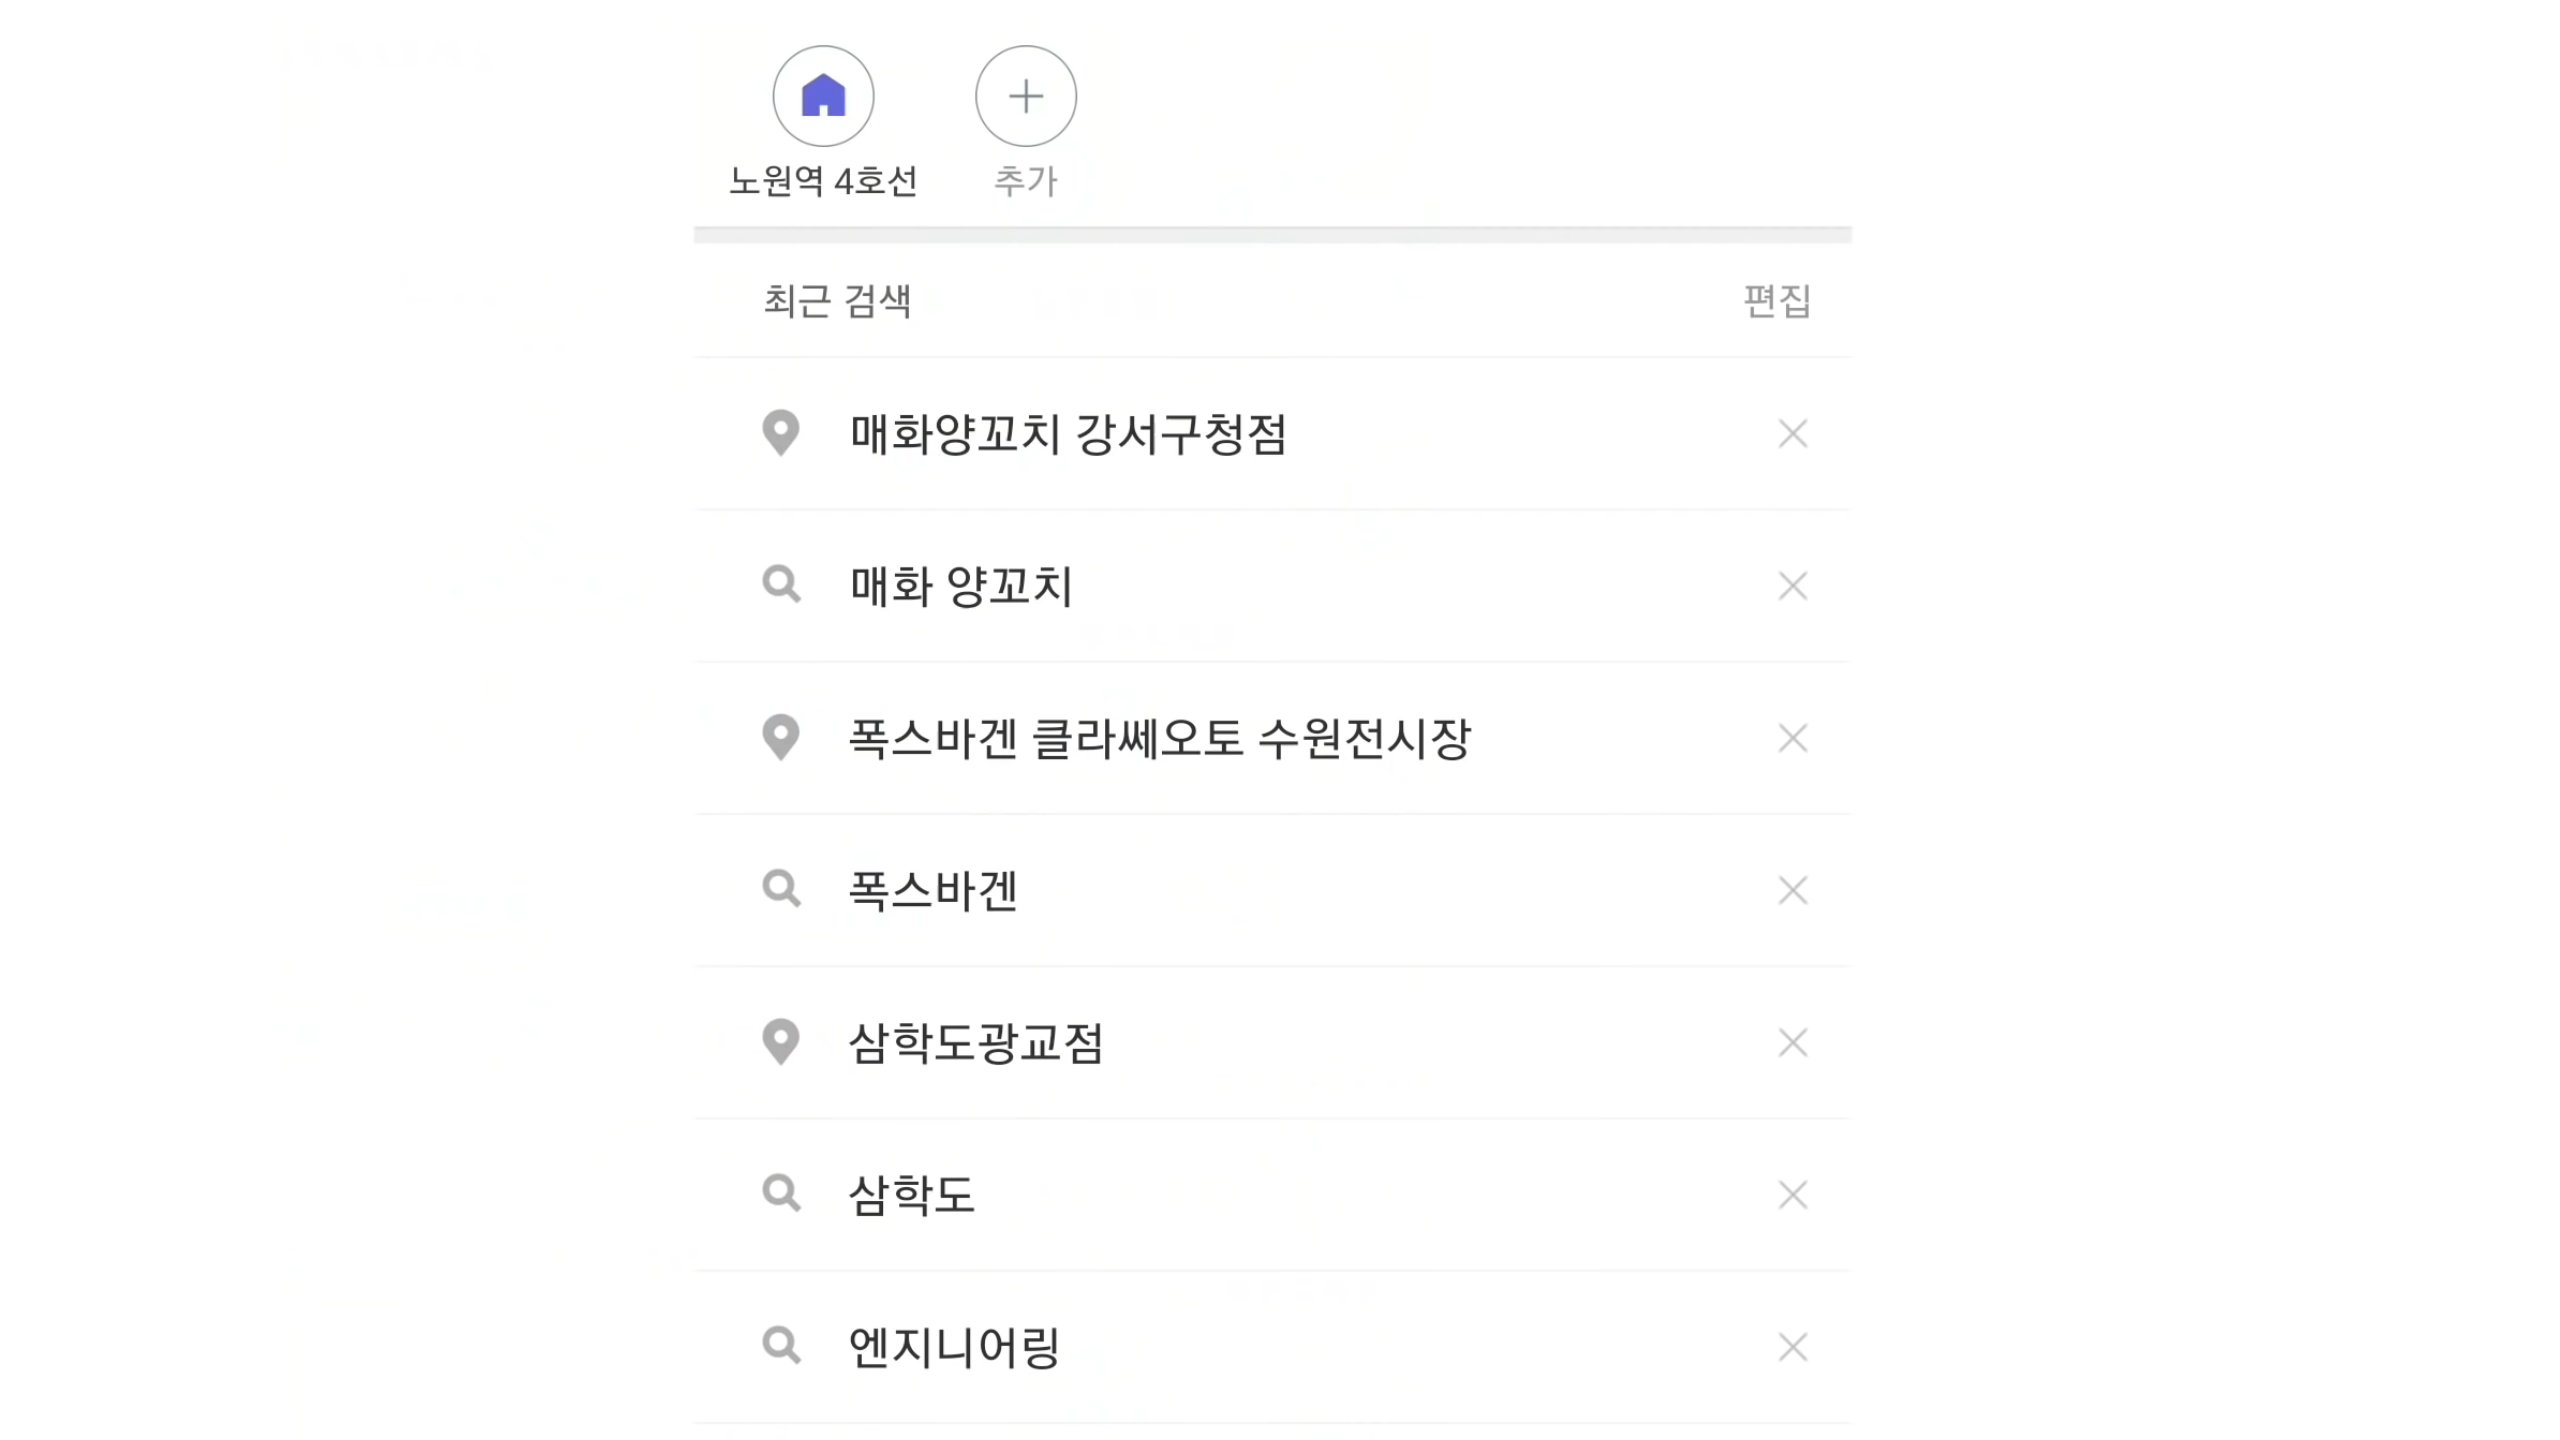 노원역 4호선 추가
최근 검색 편집
매화양꼬치 강서구청점
매화 양꼬치
폭스바겐 클라쎄오토 수원전시장
폭스바겐
삼학도광교점
삼학도
엔지니어링